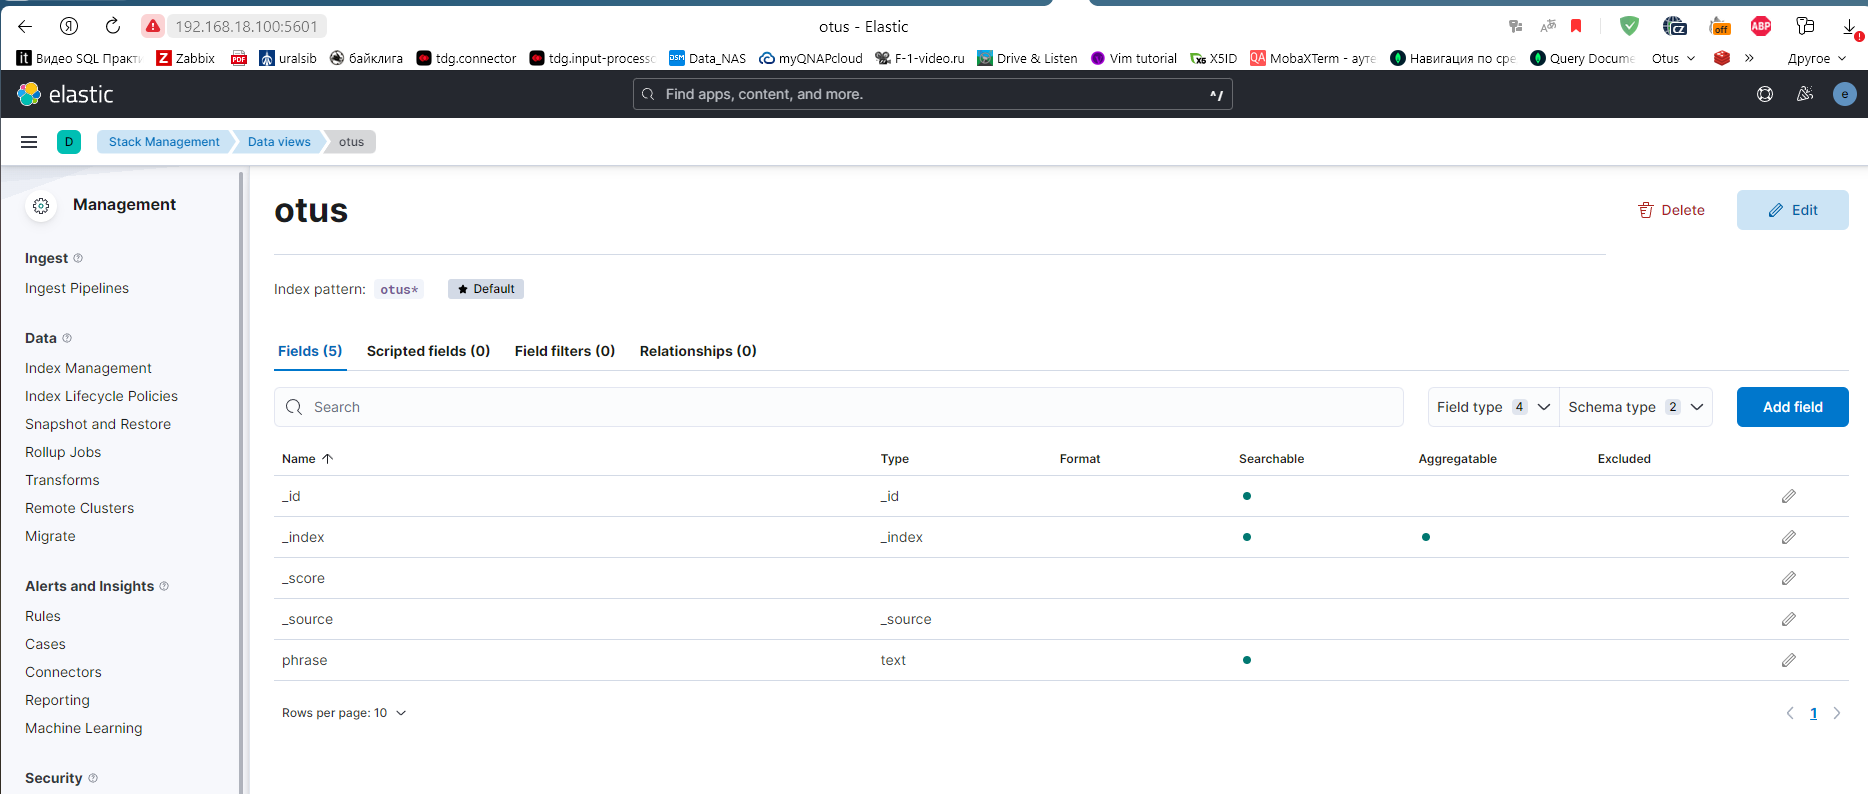 192.168.18.100:5601
otus - Elastic
Видео SQL Практи
Zabbix
uralsib
байклига
tdg.connector
tdg.input-processo
Data_NAS
myQNAPcloud
F-1-video.ru
Drive & Listen
Vim tutorial
X5ID
MobaXTerm - ауте
Навигация по сре
Query Docume
Otus
»
Другое
elastic
Find apps, content, and more.
^/
e
D
Stack Management
Data views
otus
Management
Ingest
Ingest Pipelines
Data
Index Management
Index Lifecycle Policies
Snapshot and Restore
Rollup Jobs
Transforms
Remote Clusters
Migrate
Alerts and Insights
Rules
Cases
Connectors
Reporting
Machine Learning
Security
otus
Delete
Edit
Index pattern: otus* Default
Fields (5) Scripted fields (0) Field filters (0) Relationships (0)
Search
Field type 4
Schema type 2
Add field
Name Type Format Searchable Aggregatable Excluded
_id _id
_index _index
_score
_source _source
phrase text
Rows per page: 10
1